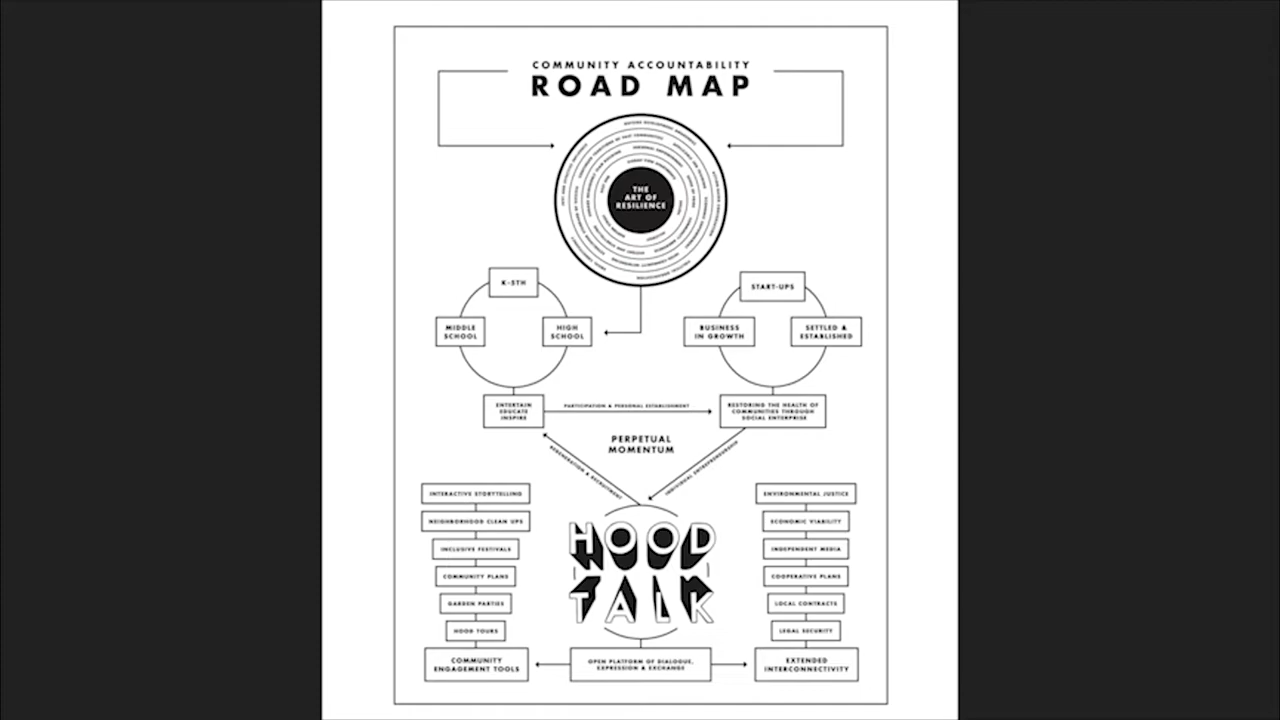 COMMUNITY ACCOUNTABILITY
ROAD MAP
THE
ART OF
RESILIENCE
K-5TH
MIDDLE
SCHOOL
HIGH
SCHOOL
START-UPS
BUSINESS
IN GROWTH
SETTLED &
ESTABLISHED
ENTERTAIN
EDUCATE
INSPIRE
PARTICIPATION & PERSONAL ESTABLISHMENT
RESTORING THE HEALTH OF
COMMUNITIES THROUGH
SOCIAL ENTERPRISE
PERPETUAL
MOMENTUM
REGENERATION & RECRUITMENT
INDIVIDUAL ENTREPRENEURSHIP
INTERACTIVE STORYTELLING
NEIGHBORHOOD CLEAN UPS
INCLUSIVE FESTIVALS
COMMUNITY PLANS
GARDEN PARTIES
HOOD TOURS
COMMUNITY
ENGAGEMENT TOOLS
HOOD
TALK
OPEN PLATFORM OF DIALOGUE,
EXPRESSION & EXCHANGE
ENVIRONMENTAL JUSTICE
ECONOMIC VIABILITY
INDEPENDENT MEDIA
COOPERATIVE PLANS
LOCAL CONTRACTS
LEGAL SECURITY
EXTENDED
INTERCONNECTIVITY